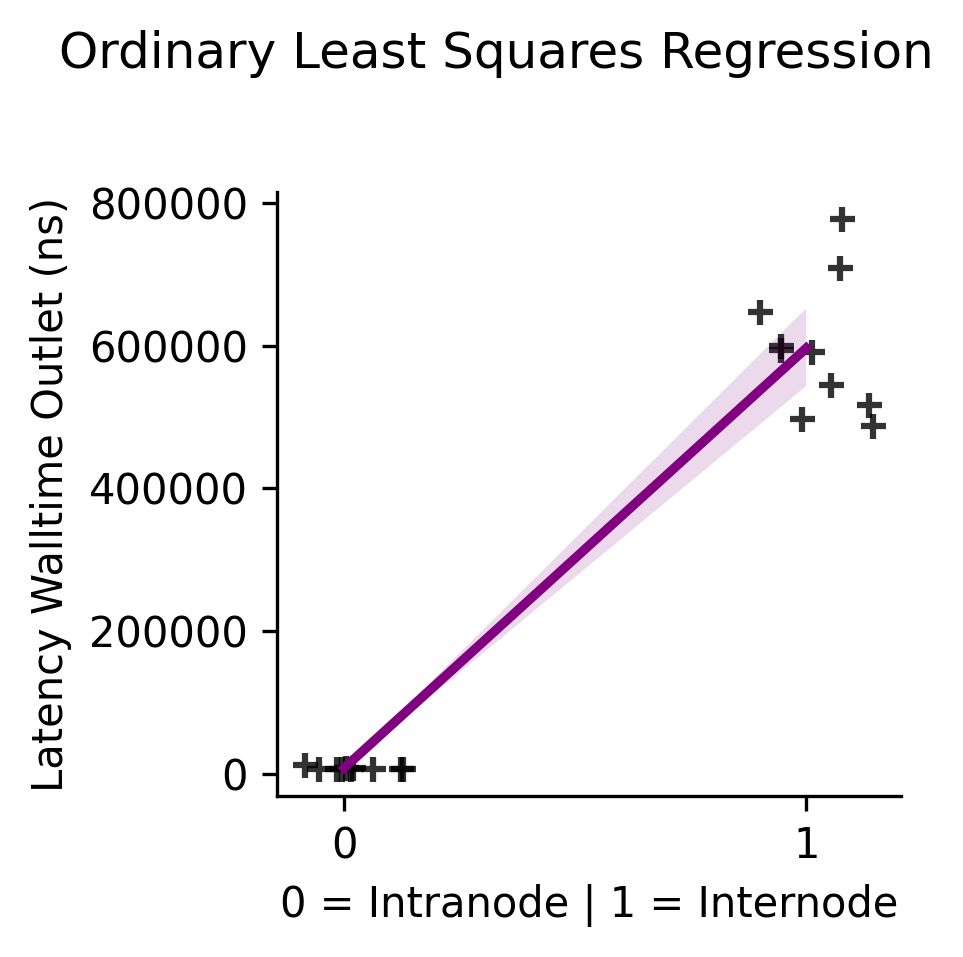 Ordinary Least Squares Regression
Latency Walltime Outlet (ns)
800000
600000
400000
200000
0
0 1
0 = Intranode | 1 = Internode